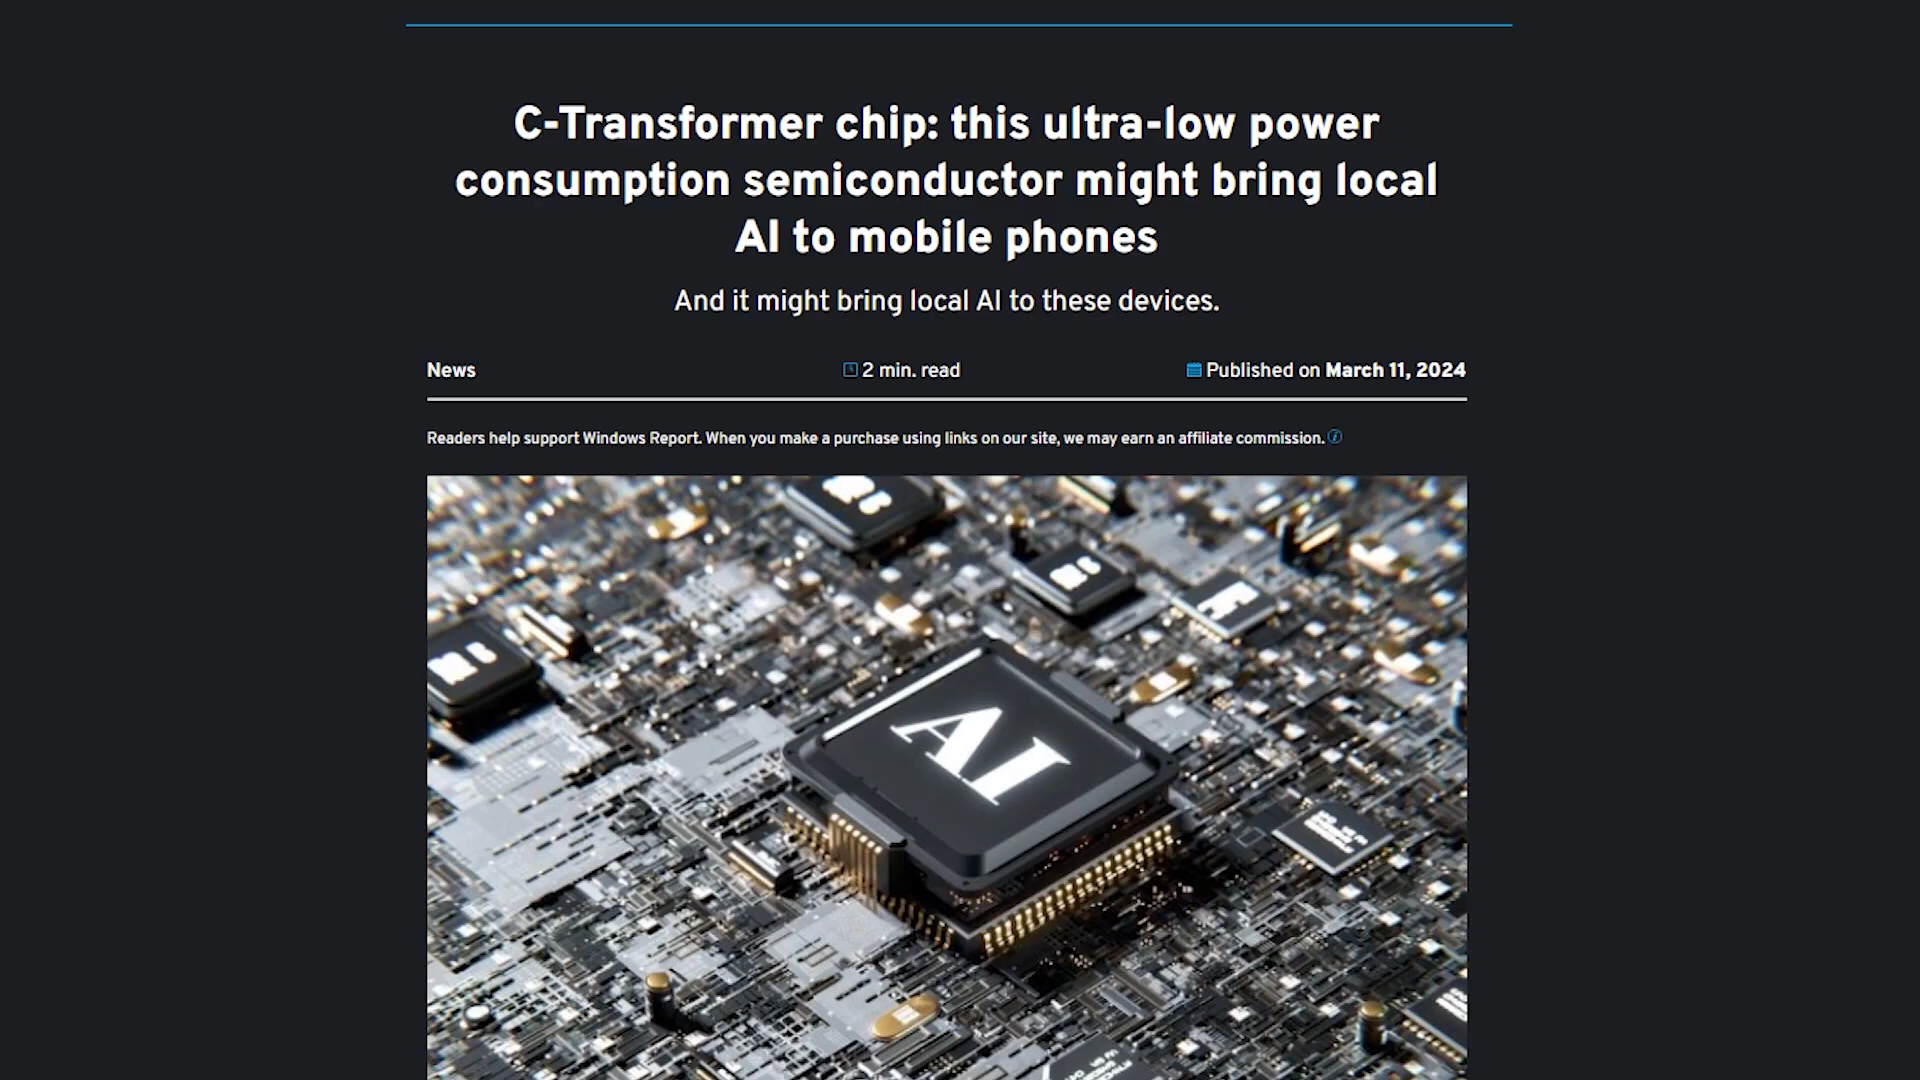 C-Transformer chip: this ultra-low power
consumption semiconductor might bring local
AI to mobile phones
And it might bring local AI to these devices.
News
2 min. read
Published on March 11, 2024
Readers help support Windows Report. When you make a purchase using links on our site, we may earn an affiliate commission.
AI